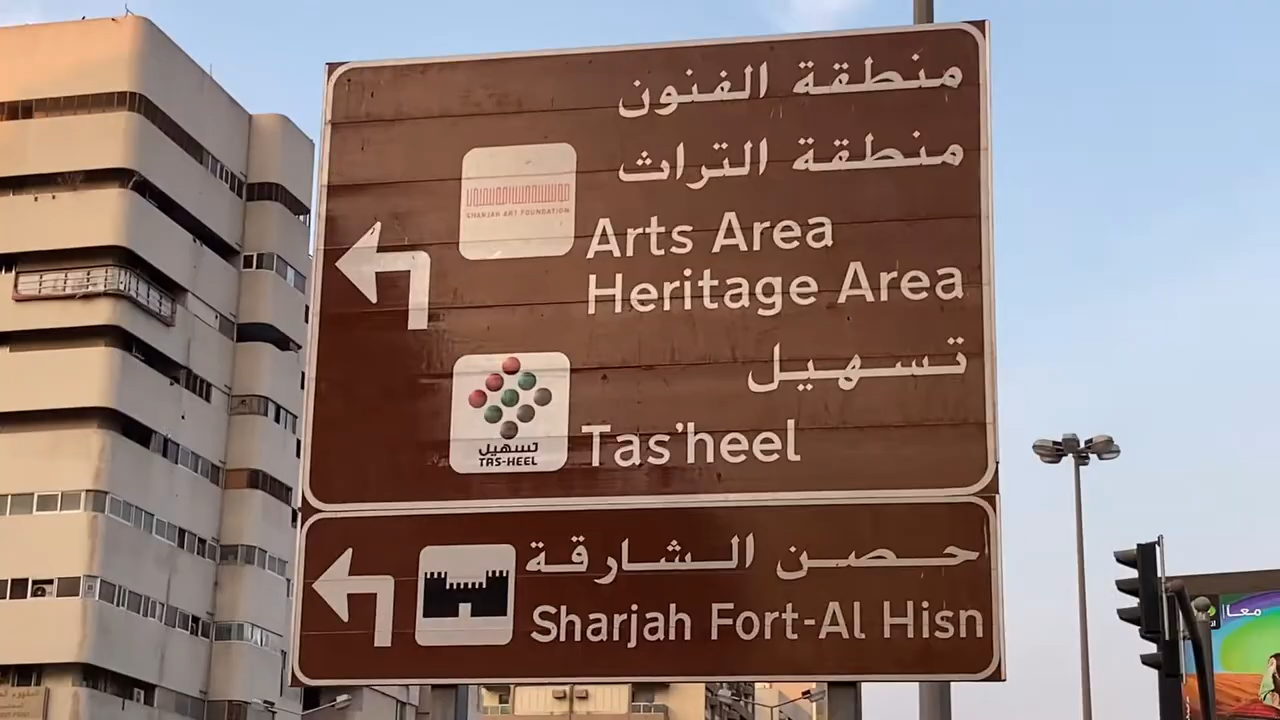 منطقة الفنون
منطقة التراث
SHARJAH ART FOUNDATION
Arts Area
Heritage Area
تسهيل
تسهيل
TAS-HEEL
Tas'heel
حصن الشارقة
Sharjah Fort-Al Hisn
معا